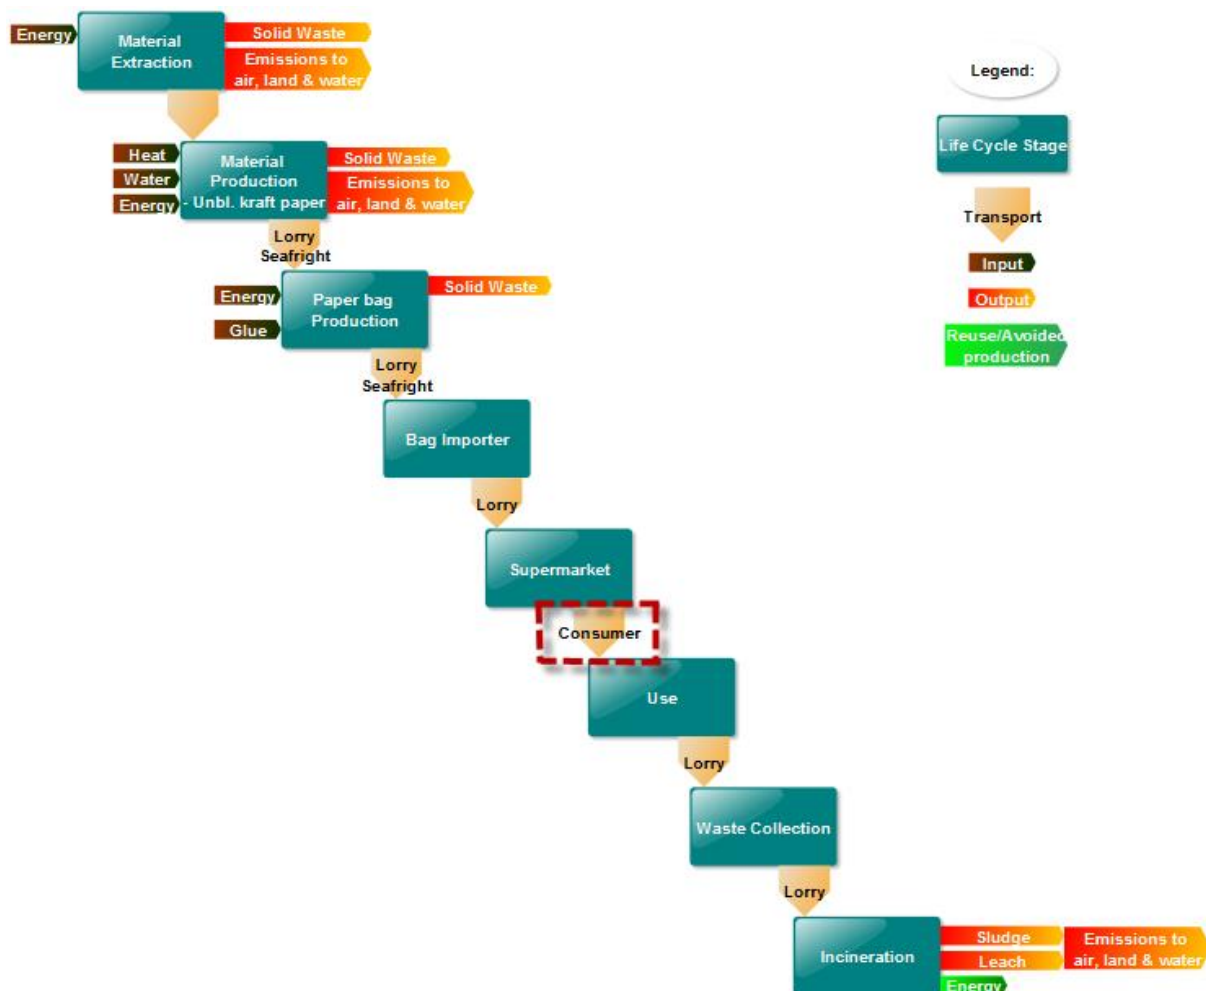 Energy
Material
Extraction
Solid Waste
Emissions to
air, land & water
Legend:
Life Cycle Stage
Transport
Input
Output
Reuse/Avoided
production
Heat
Water
Energy
Material
Production
- Unbl. kraft paper
Solid Waste
Emissions to
air, land & water
Lorry
Seafright
Energy
Glue
Paper bag
Production
Solid Waste
Lorry
Seafright
Bag Importer
Lorry
Supermarket
Consumer
Use
Lorry
Waste Collection
Lorry
Incineration
Sludge
Leach
Energy
Emissions to
air, land & water